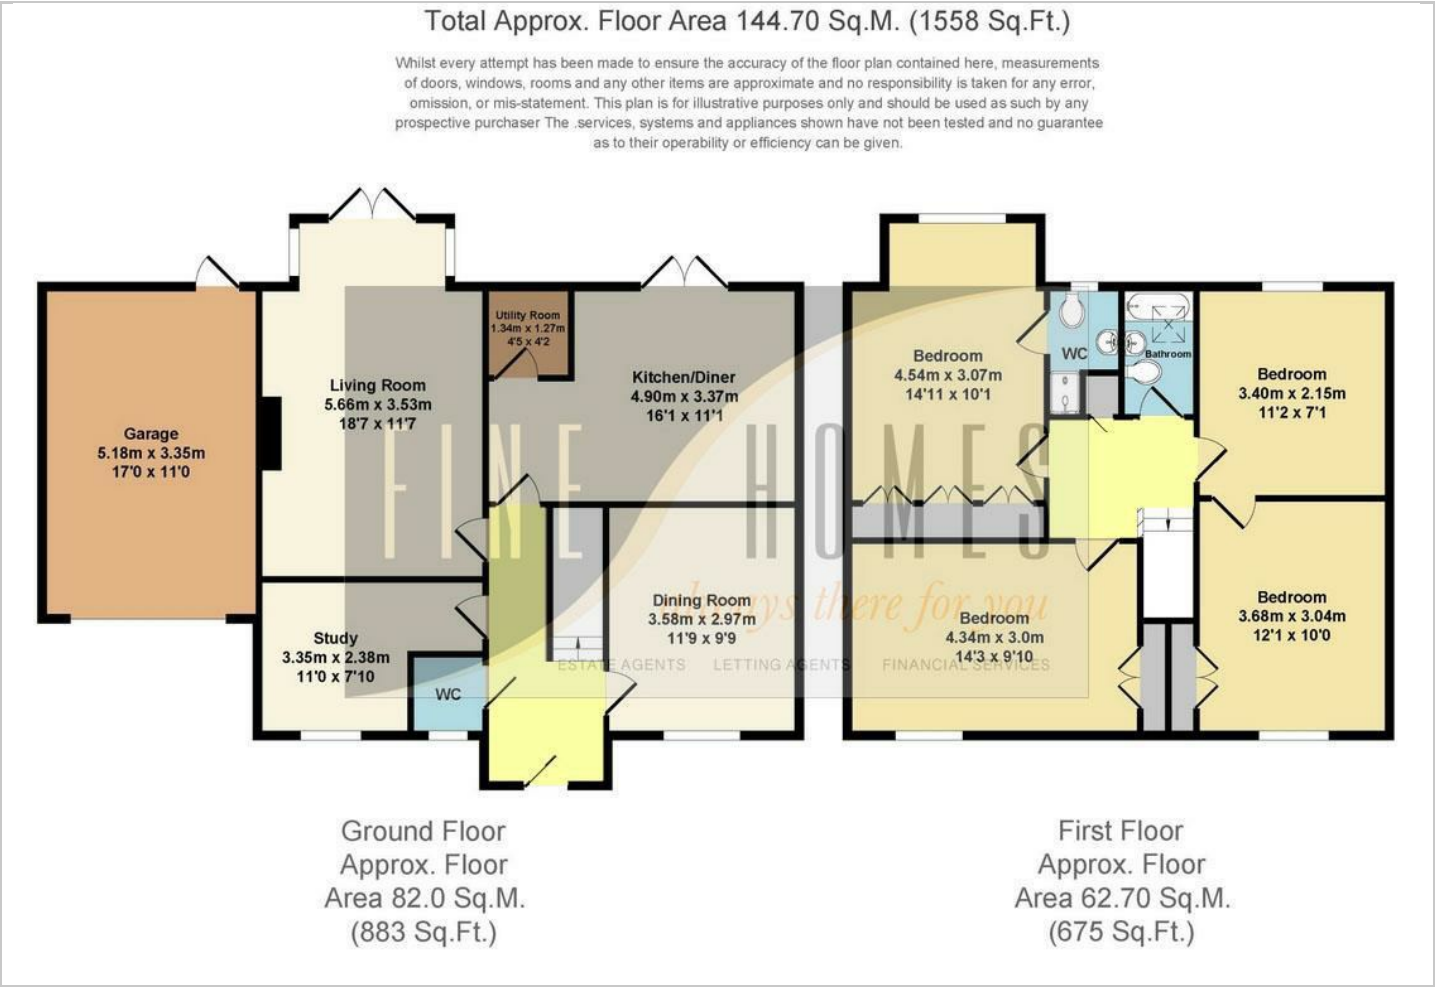 Total Approx. Floor Area 144.70 Sq.M. (1558 Sq.Ft.)
Whilst every attempt has been made to ensure the accuracy of the floor plan contained here, measurements
of doors, windows, rooms and any other items are approximate and no responsibility is taken for any error,
omission, or mis-statement. This plan is for illustrative purposes only and should be used as such by any
prospective purchaser The .services, systems and appliances shown have not been tested and no guarantee
as to their operability or efficiency can be given.
Garage
5.18m x 3.35m
17'0 x 11'0
Living Room
5.66m x 3.53m
18'7 x 11'7
Utility Room
1.34m x 1.27m
4'5 x 4'2
Kitchen/Diner
4.90m x 3.37m
16'1 x 11'1
Study
3.35m x 2.38m
11'0 x 7'10
WC
Dining Room
3.58m x 2.97m
11'9 x 9'9
Bedroom
4.54m x 3.07m
14'11 x 10'1
WC
Bathroom
Bedroom
3.40m x 2.15m
11'2 x 7'1
Bedroom
4.34m x 3.0m
14'3 x 9'10
Bedroom
3.68m x 3.04m
12'1 x 10'0
FINE HOMES
always there for you
ESTATE AGENTS LETTING AGENTS FINANCIAL SERVICES
Ground Floor
Approx. Floor
Area 82.0 Sq.M.
(883 Sq.Ft.)
First Floor
Approx. Floor
Area 62.70 Sq.M.
(675 Sq.Ft.)